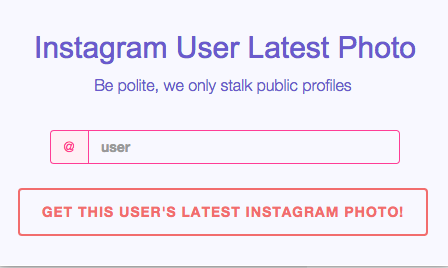 Instagram User Latest Photo
Be polite, we only stalk public profiles
@ user
GET THIS USER'S LATEST INSTAGRAM PHOTO!